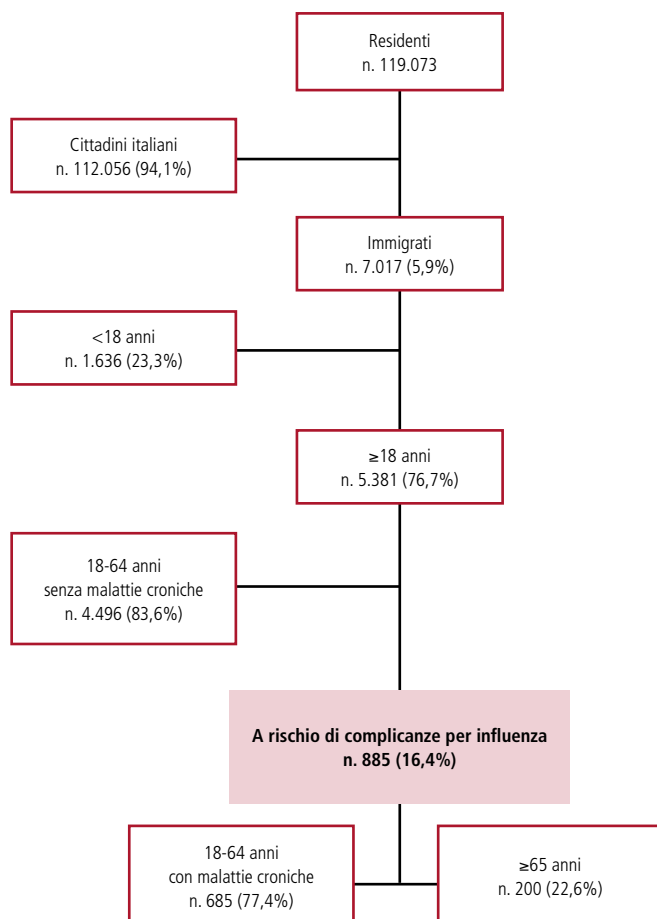 Residenti
n. 119.073
Cittadini italiani
n. 112.056 (94,1%)
Immigrati
n. 7.017 (5,9%)
<18 anni
n. 1.636 (23,3%)
≥18 anni
n. 5.381 (76,7%)
18-64 anni
senza malattie croniche
n. 4.496 (83,6%)
A rischio di complicanze per influenza
n. 885 (16,4%)
18-64 anni
con malattie croniche
n. 685 (77,4%)
≥65 anni
n. 200 (22,6%)